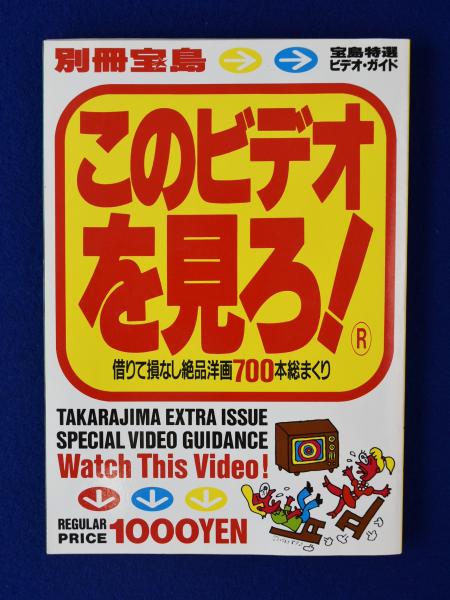 別冊宝島
宝島特選
ビデオ・ガイド
このビデオ
を見ろ!
R
借りて損なし絶品洋画700本総まくり
TAKARAJIMA EXTRA ISSUE
SPECIAL VIDEO GUIDANCE
Watch This Video!
REGULAR
PRICE 1000YEN